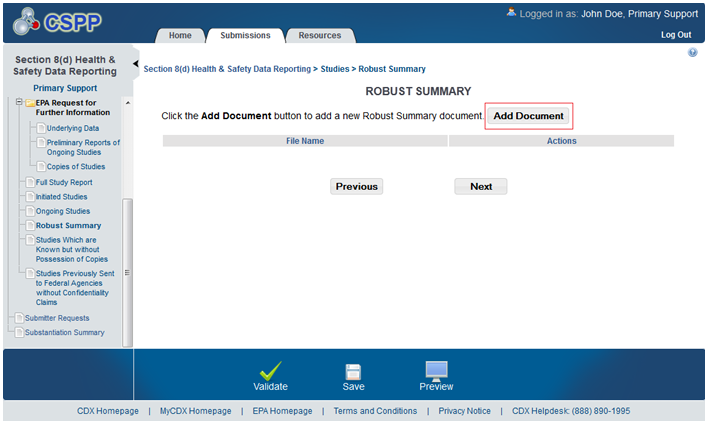 CSPP
Logged in as: John Doe, Primary Support
Home
Submissions
Resources
Log Out
Section 8(d) Health &
Safety Data Reporting
Primary Support
EPA Request for
Further Information
Underlying Data
Preliminary Reports of
Ongoing Studies
Copies of Studies
Full Study Report
Initiated Studies
Ongoing Studies
Robust Summary
Studies Which are
Known but without
Possession of Copies
Studies Previously Sent
to Federal Agencies
without Confidentiality
Claims
Submitter Requests
Substantiation Summary
Section 8(d) Health & Safety Data Reporting > Studies > Robust Summary
ROBUST SUMMARY
Click the Add Document button to add a new Robust Summary document. Add Document
File Name Actions
Previous Next
Validate Save Preview
CDX Homepage | MyCDX Homepage | EPA Homepage | Terms and Conditions | Privacy Notice | CDX Helpdesk: (888) 890-1995